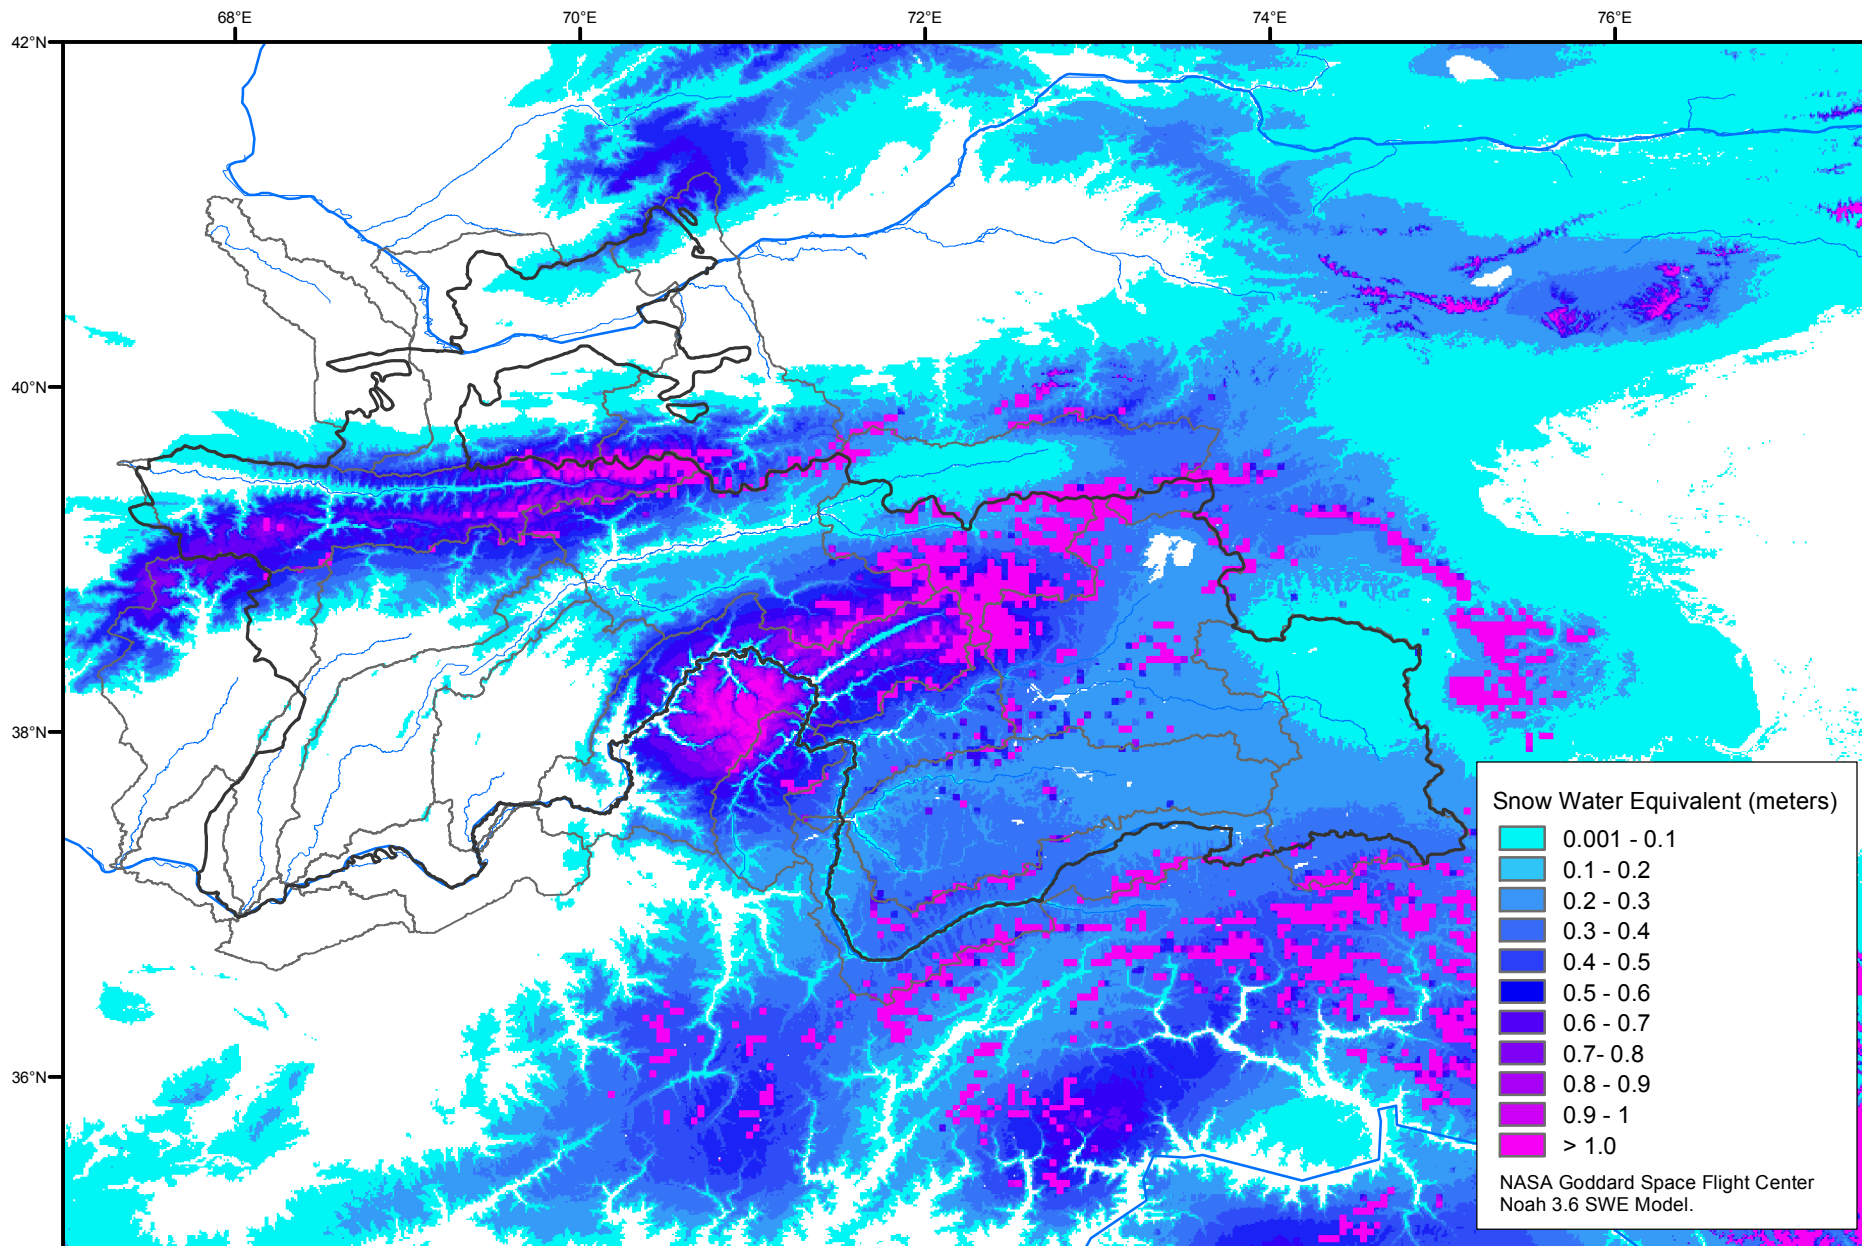 68°E
70°E
72°E
74°E
76°E
42°N
40°N
38°N
36°N
Snow Water Equivalent (meters)
0.001 - 0.1
0.1 - 0.2
0.2 - 0.3
0.3 - 0.4
0.4 - 0.5
0.5 - 0.6
0.6 - 0.7
0.7- 0.8
0.8 - 0.9
0.9 - 1
> 1.0
NASA Goddard Space Flight Center
Noah 3.6 SWE Model.